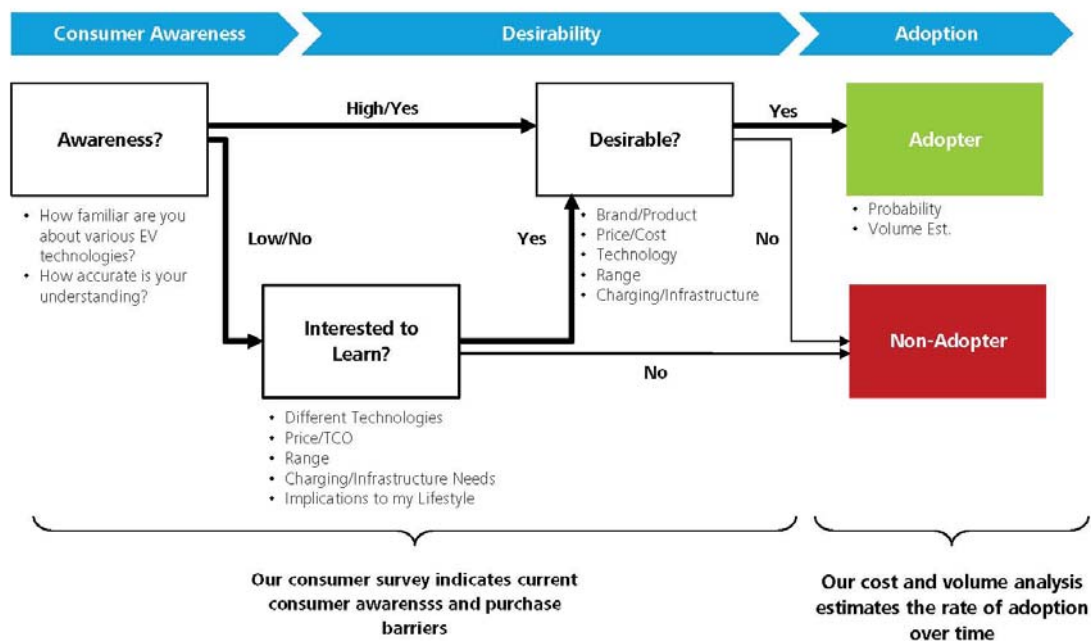 Consumer Awareness
Desirability
Adoption
Awareness?
High/Yes
Desirable?
Yes
Adopter
• How familiar are you
about various EV
technologies?
• How accurate is your
understanding?
Low/No
Yes
• Brand/Product
• Price/Cost
• Technology
• Range
• Charging/Infrastructure
No
• Probability
• Volume Est.
Interested to
Learn?
No
Non-Adopter
• Different Technologies
• Price/TCO
• Range
• Charging/Infrastructure Needs
• Implications to my Lifestyle
Our consumer survey indicates current
consumer awarensss and purchase
barriers
Our cost and volume analysis
estimates the rate of adoption
over time